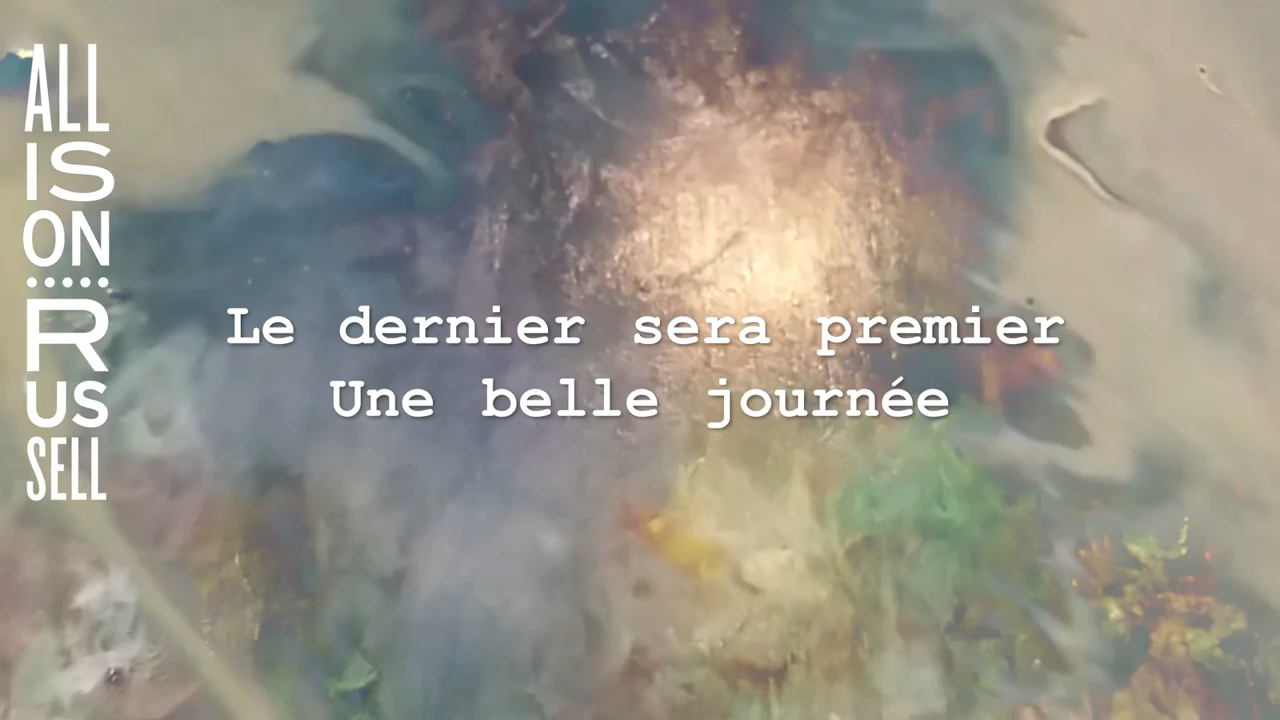 ALL
IS
ON
R
US
SELL
Le dernier sera premier
Une belle journée